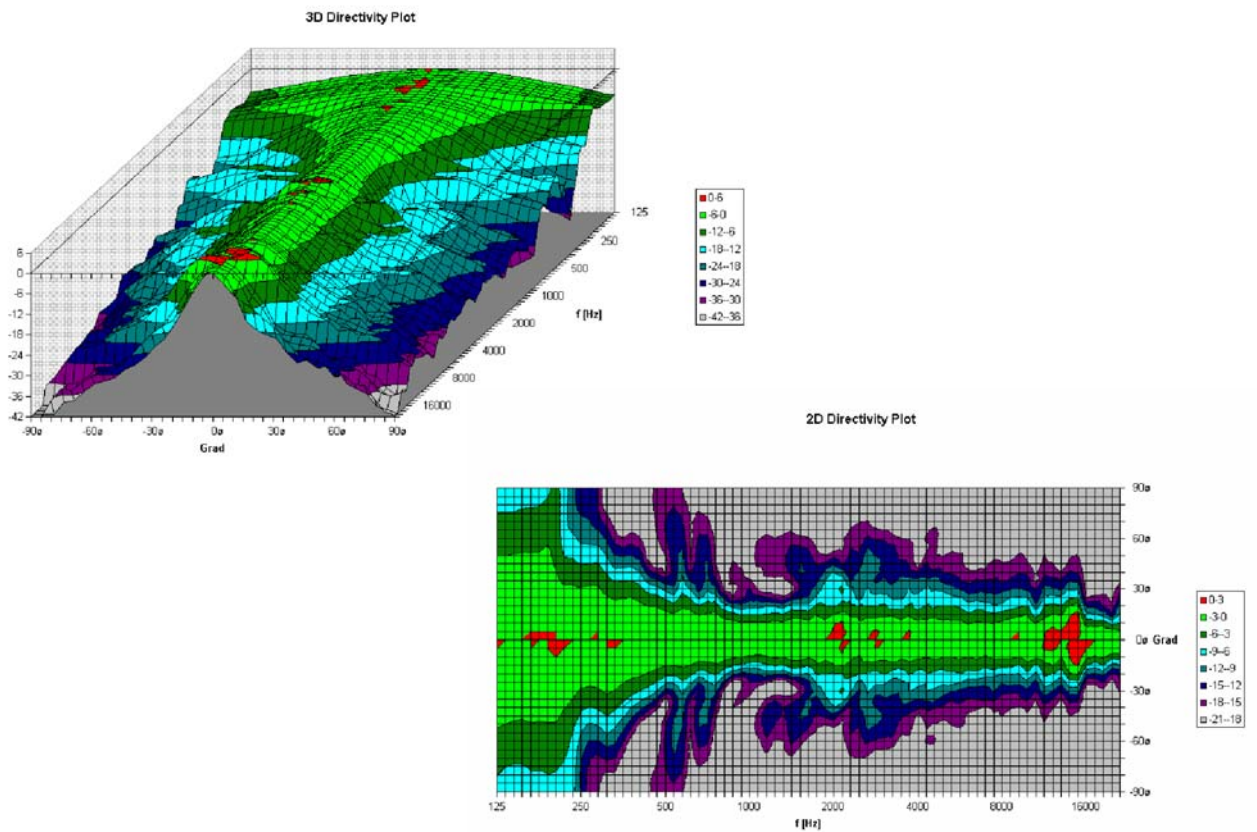 3D Directivity Plot
6
0
-6
-12
-18
-24
-30
-36
-42
-90ø -60ø -30ø 0ø 30ø 60ø 90ø
Grad
125
250
500
1000
2000
4000
8000
16000
f [Hz]
0-6
-6-0
-12--6
-18--12
-24--18
-30--24
-36--30
-42--36
2D Directivity Plot
90ø
60ø
30ø
0ø Grad
-30ø
-60ø
-90ø
125 250 500 1000 2000 4000 8000 16000
f [Hz]
0-3
-3-0
-6--3
-9--6
-12--9
-15--12
-18--15
-21--18